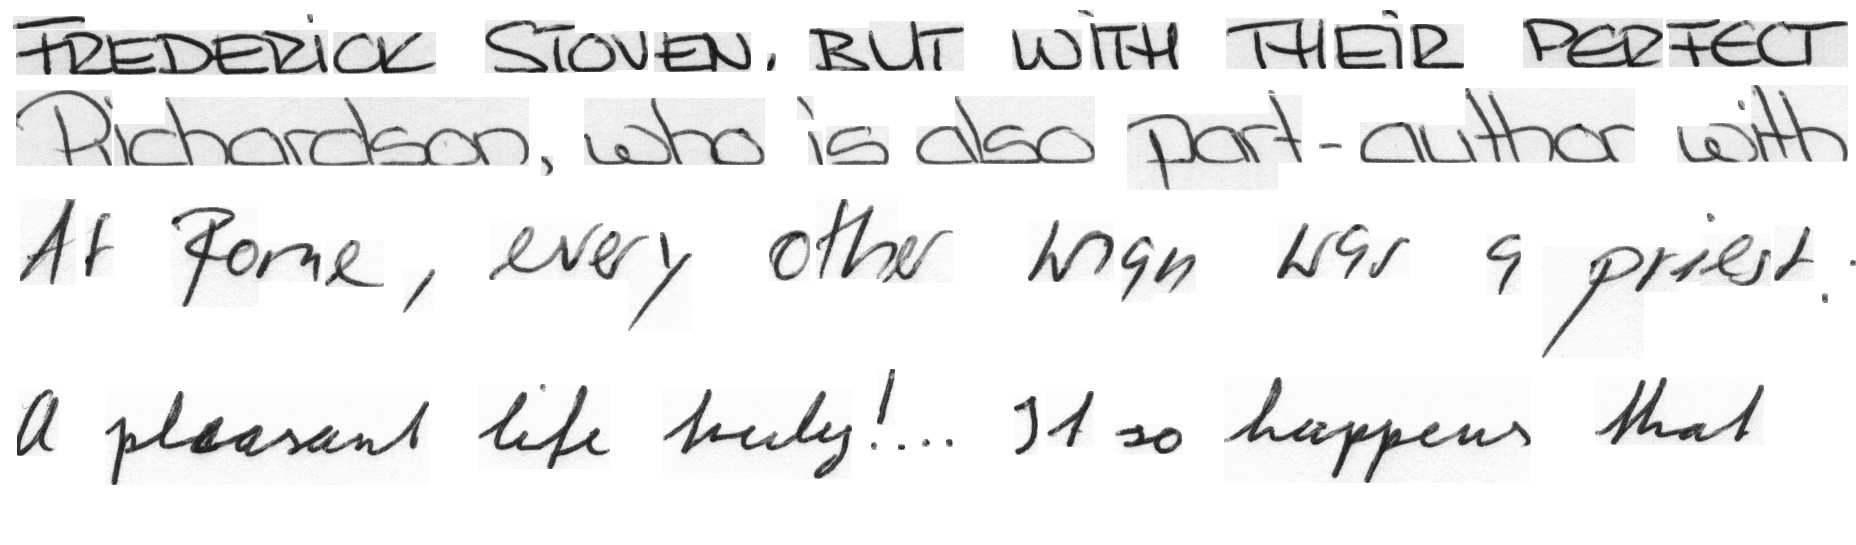 FREDERICK STOVEN. BUT WITH THEIR PERFECT
Richardson, who is also part-author with
At Rome, every other man was a priest.
A pleasant life truly!... It so happens that